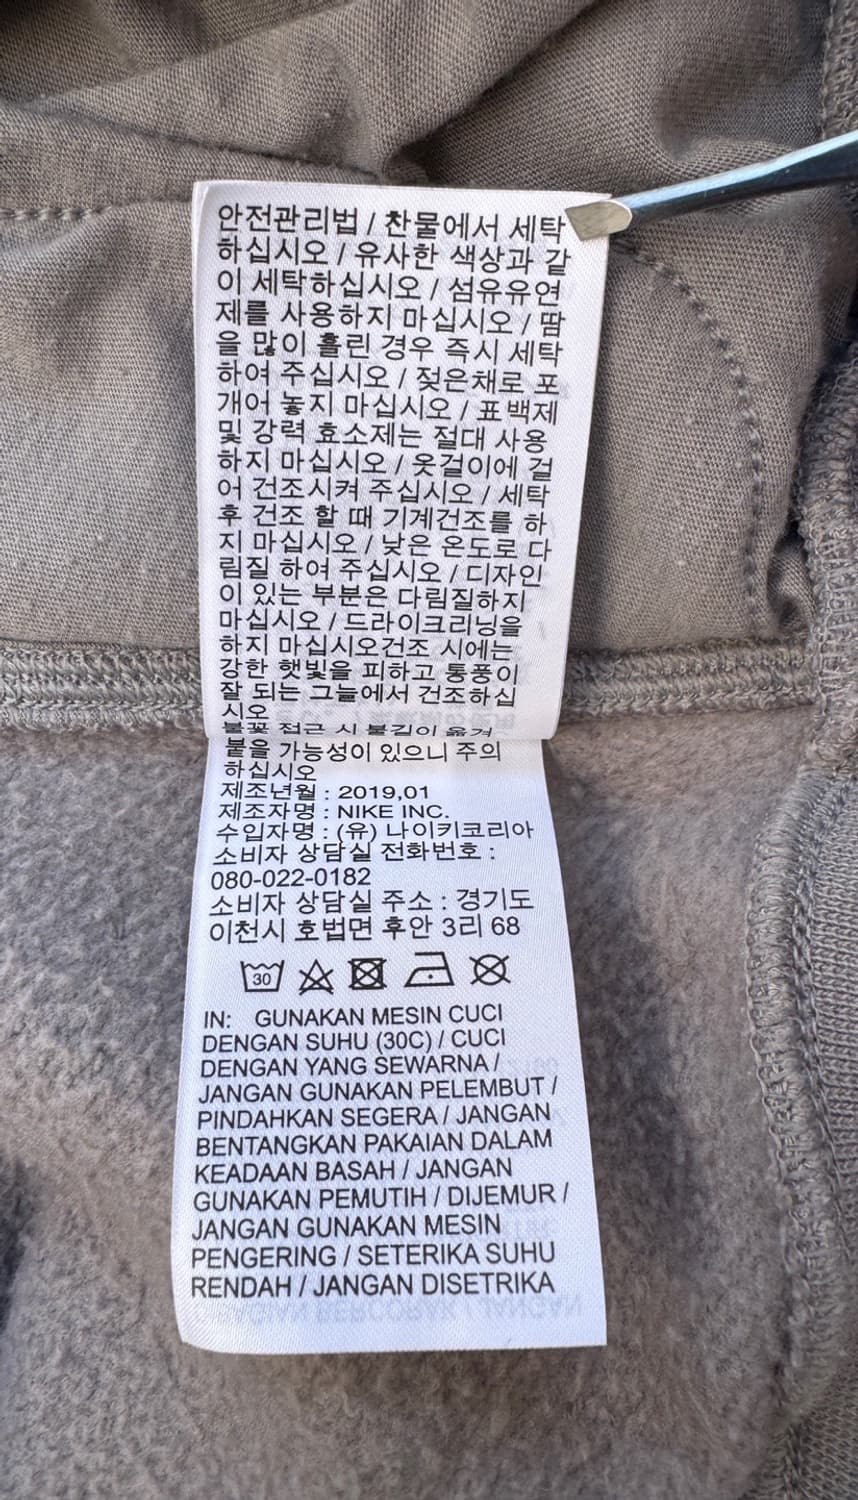 안전관리법 / 찬물에서 세탁
하십시오 / 유사한 색상과 같
이 세탁하십시오 / 섬유유연
제를 사용하지 마십시오 / 땀
을 많이 흘린 경우 즉시 세탁
하여 주십시오 / 젖은채로 포
개어 놓지 마십시오 / 표백제
및 강력 효소제는 절대 사용
하지 마십시오 / 옷걸이에 걸
어 건조시켜 주십시오 / 세탁
후 건조 할 때 기계건조를 하
지 마십시오 / 낮은 온도로 다
림질 하여 주십시오 / 디자인
이 있는 부분은 다림질하지
마십시오 / 드라이크리닝을
하지 마십시오건조 시에는
강한 햇빛을 피하고 통풍이
잘 되는 그늘에서 건조하십
시오
불꽃 접근 시 불길이 옮겨
붙을 가능성이 있으니 주의
하십시오
제조년월 : 2019,01
제조자명 : NIKE INC.
수입자명 : (유) 나이키코리아
소비자 상담실 전화번호 :
080-022-0182
소비자 상담실 주소 : 경기도
이천시 호법면 후안 3리 68
30
IN: GUNAKAN MESIN CUCI
DENGAN SUHU (30C) / CUCI
DENGAN YANG SEWARNA /
JANGAN GUNAKAN PELEMBUT /
PINDAHKAN SEGERA / JANGAN
BENTANGKAN PAKAIAN DALAM
KEADAAN BASAH / JANGAN
GUNAKAN PEMUTIH / DIJEMUR /
JANGAN GUNAKAN MESIN
PENGERING / SETERIKA SUHU
RENDAH / JANGAN DISETRIKA